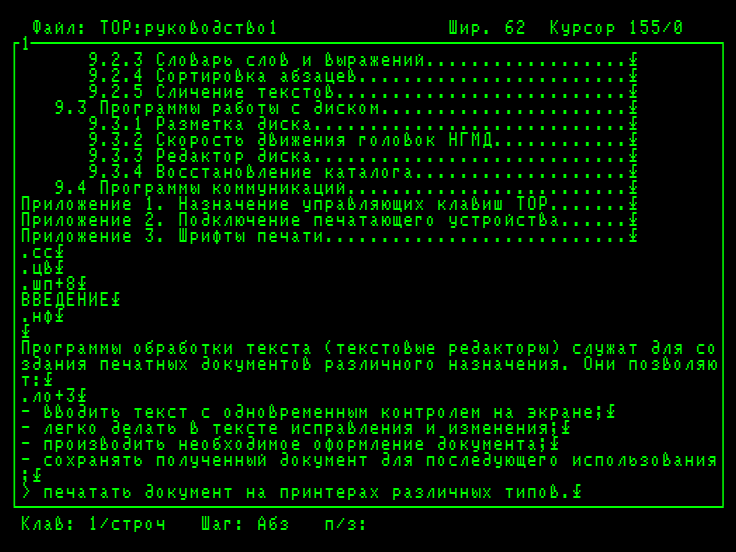 Файл: TOP:руководство1 Шир. 62 Курсор 155/0
1
9.2.3 Словарь слов и выражений...................£
9.2.4 Сортировка абзацев.........................£
9.2.5 Сличение текстов...........................£
9.3 Программы работы с диском......................£
9.3.1 Разметка диска.............................£
9.3.2 Скорость движения головок НГМД............£
9.3.3 Редактор диска.............................£
9.3.4 Восстановление каталога....................£
9.4 Программы коммуникаций.........................£
Приложение 1. Назначение управляющих клавиш ТОР.......£
Приложение 2. Подключение печатающего устройства......£
Приложение 3. Шрифты печати...........................£
.сс£
.цв£
.шп+8£
ВВЕДЕНИЕ£
.нф£
£
Программы обработки текста (текстовые редакторы) служат для со
здания печатных документов различного назначения. Они позволяю
т:£
.ло+3£
- вводить текст с одновременным контролем на экране;£
- легко делать в тексте исправления и изменения;£
- производить необходимое оформление документа;£
- сохранять полученный документ для последующего использования
;£
> печатать документ на принтерах различных типов.£
Клав: 1/строч Шаг: Абз п/з: